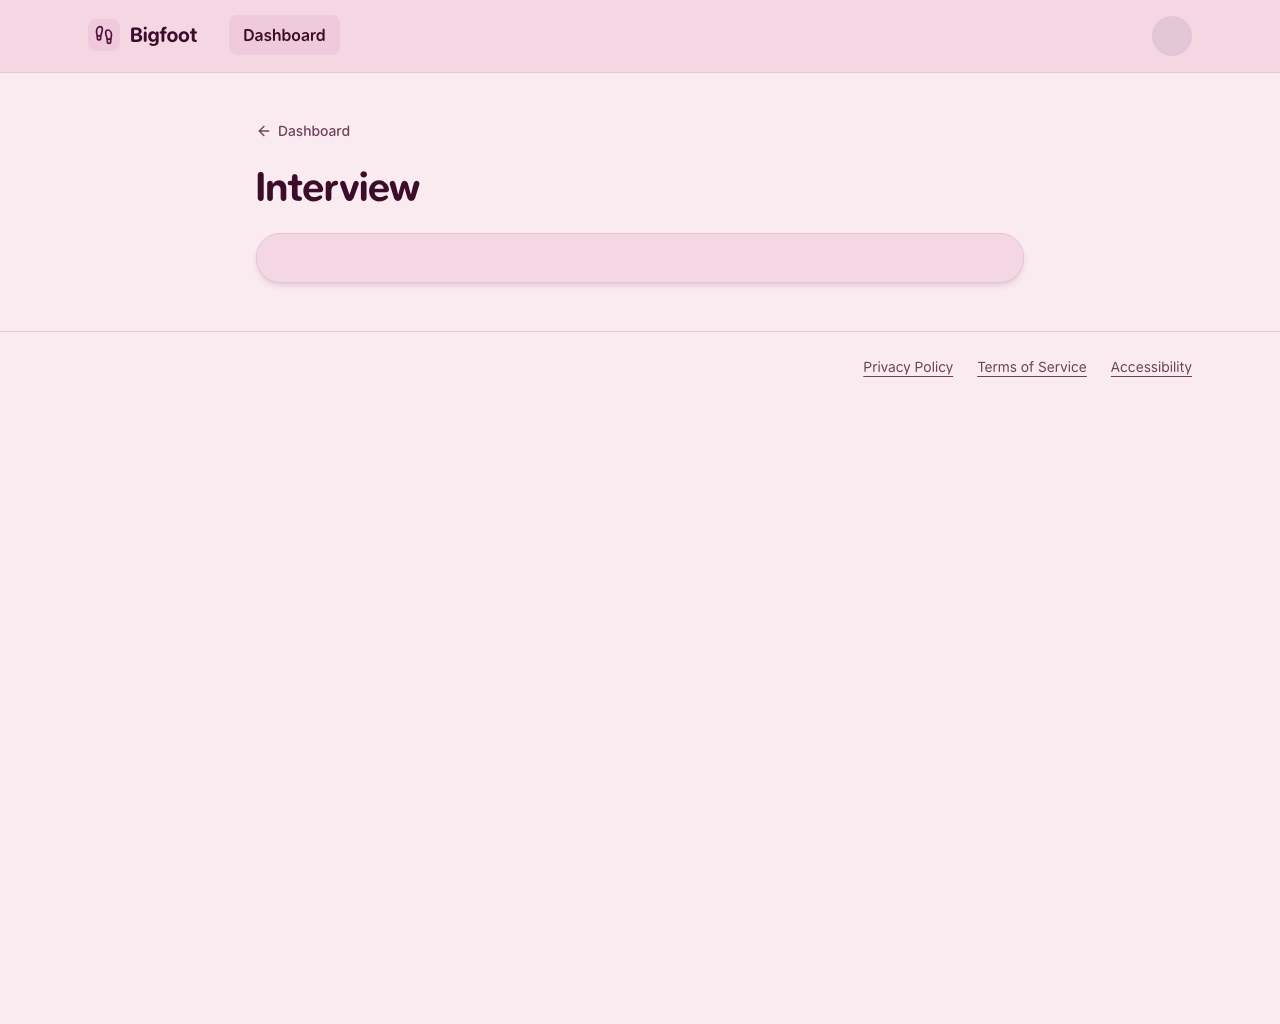 Bigfoot
Dashboard
Dashboard
Interview
Privacy Policy
Terms of Service
Accessibility